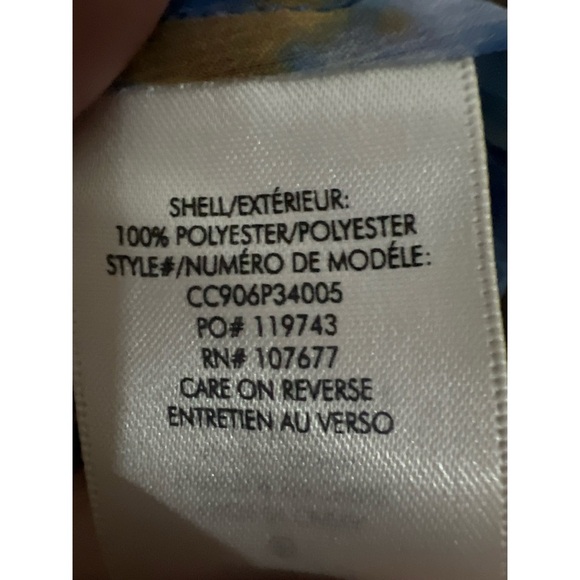 SHELL/EXTÉRIEUR:
100% POLYESTER/POLYESTER
STYLE#/NUMÉRO DE MODÉLE:
CC906P34005
PO# 119743
RN# 107677
CARE ON REVERSE
ENTRETIEN AU VERSO